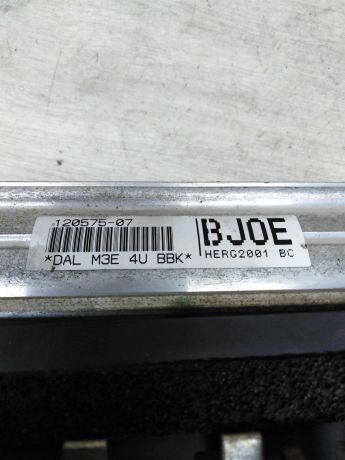 120575-07
*DAL M3E 4U BBK*
BJOE
HERG2001 BC